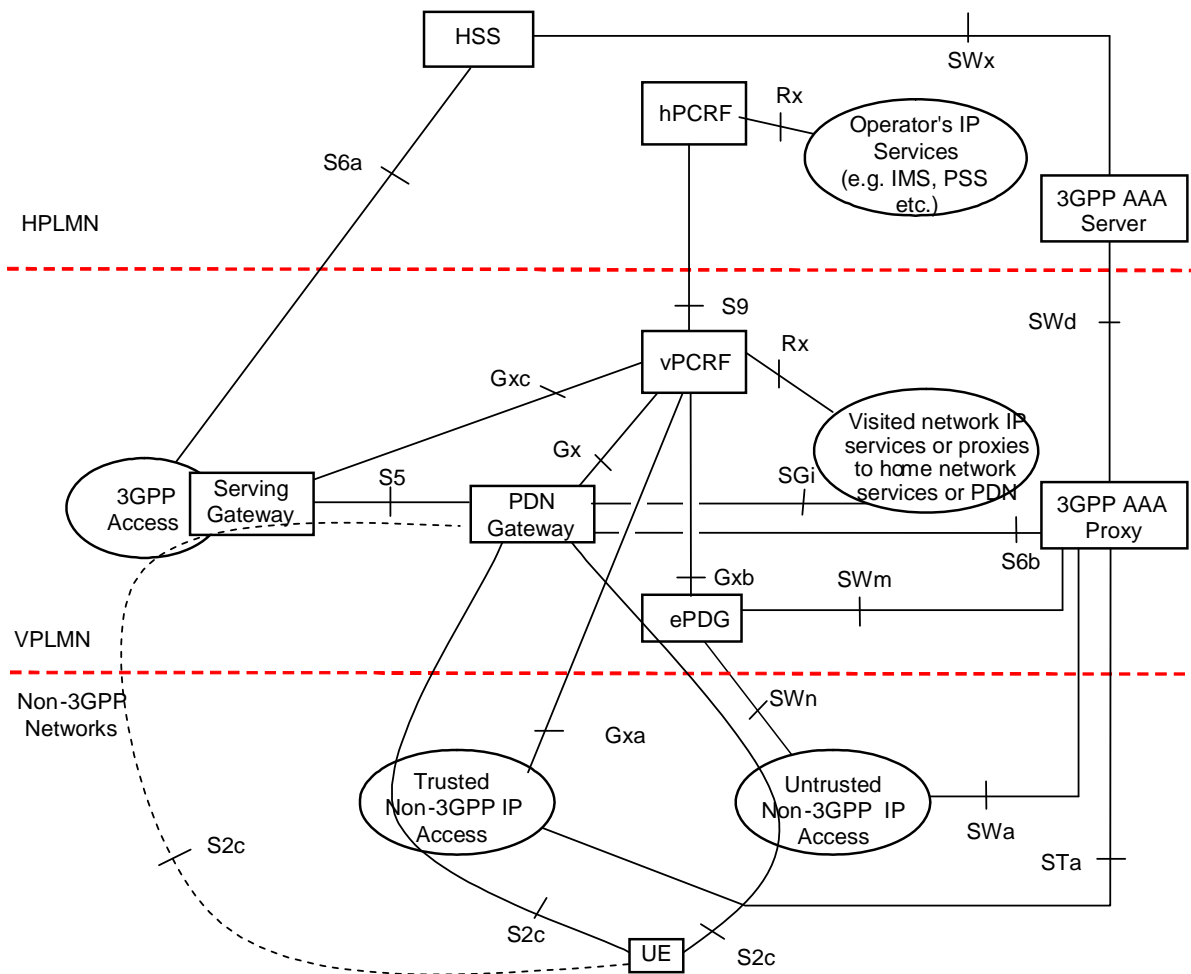 HSS
SWx
hPCRF
Rx
Operator's IP
Services
(e.g. IMS, PSS
etc.)
S6a
3GPP AAA
Server
HPLMN
S9
SWd
vPCRF
Rx
Gxc
Visited network IP
services or proxies
to home network
services or PDN
Gx
SGi
S5
3GPP
Access
Serving
Gateway
PDN
Gateway
3GPP AAA
Proxy
S6b
Gxb
SWm
ePDG
VPLMN
Non-3GPP
Networks
SWn
Gxa
Trusted
Non-3GPP IP
Access
Untrusted
Non-3GPP IP
Access
SWa
S2c
STa
S2c
UE
S2c